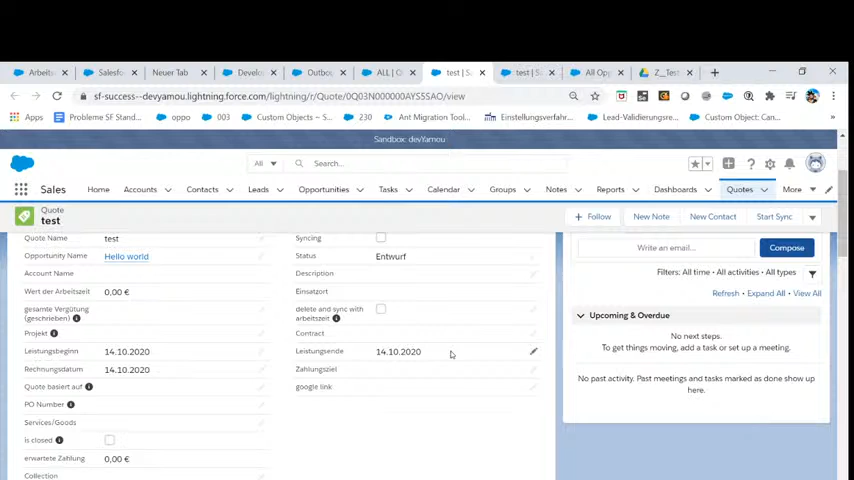 Arbeits
Salesfo
Neuer Tab
Develo
Outbou
ALL | O
test | Sa
test | Sa
All Opp
Z_Test
sf-success--devyamou.lightning.force.com/lightning/r/Quote/0Q03N000000AYS5SAO/view
Apps
Probleme SF Stand...
oppo
003
Custom Objects – S...
230
Ant Migration Tool...
Einstellungsverfahr...
Lead-Validierungsre...
Custom Object: Can...
Sandbox: devYamou
All
Search...
Sales
Home
Accounts
Contacts
Leads
Opportunities
Tasks
Calendar
Groups
Notes
Reports
Dashboards
Quotes
More
Quote
test
Follow
New Note
New Contact
Start Sync
Quote Name
test
Syncing
Opportunity Name
Hello world
Status
Entwurf
Account Name
Description
Wert der Arbeitszeit
0,00 €
Einsatzort
gesamte Vergütung
(geschrieben)
delete and sync with
arbeitszeit
Projekt
Contract
Leistungsbeginn
14.10.2020
Leistungsende
14.10.2020
Rechnungsdatum
14.10.2020
Zahlungsziel
Quote basiert auf
google link
PO Number
Services/Goods
is closed
erwartete Zahlung
0,00 €
Collection
Write an email...
Compose
Filters: All time • All activities • All types
Refresh • Expand All • View All
Upcoming & Overdue
No next steps.
To get things moving, add a task or set up a meeting.
No past activity. Past meetings and tasks marked as done show up
here.